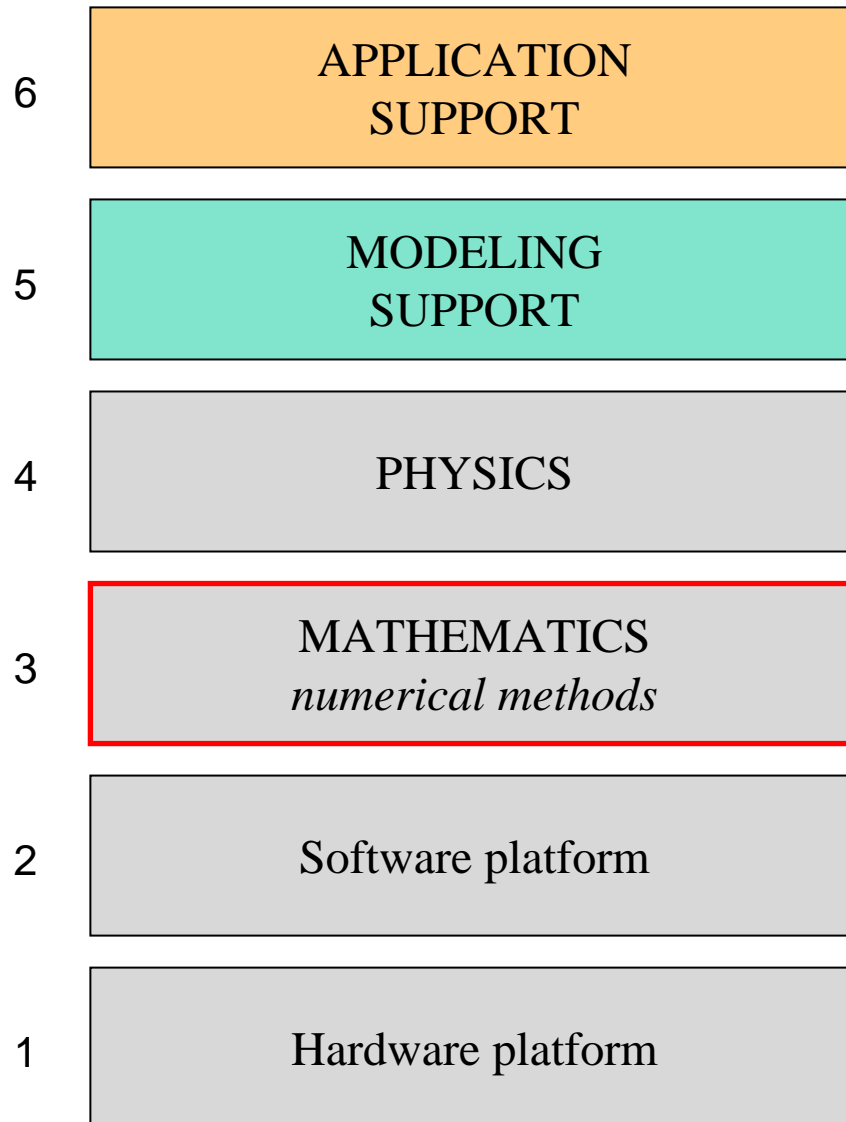 6
APPLICATION
SUPPORT
5
MODELING
SUPPORT
4
PHYSICS
3
MATHEMATICS
numerical methods
2
Software platform
1
Hardware platform